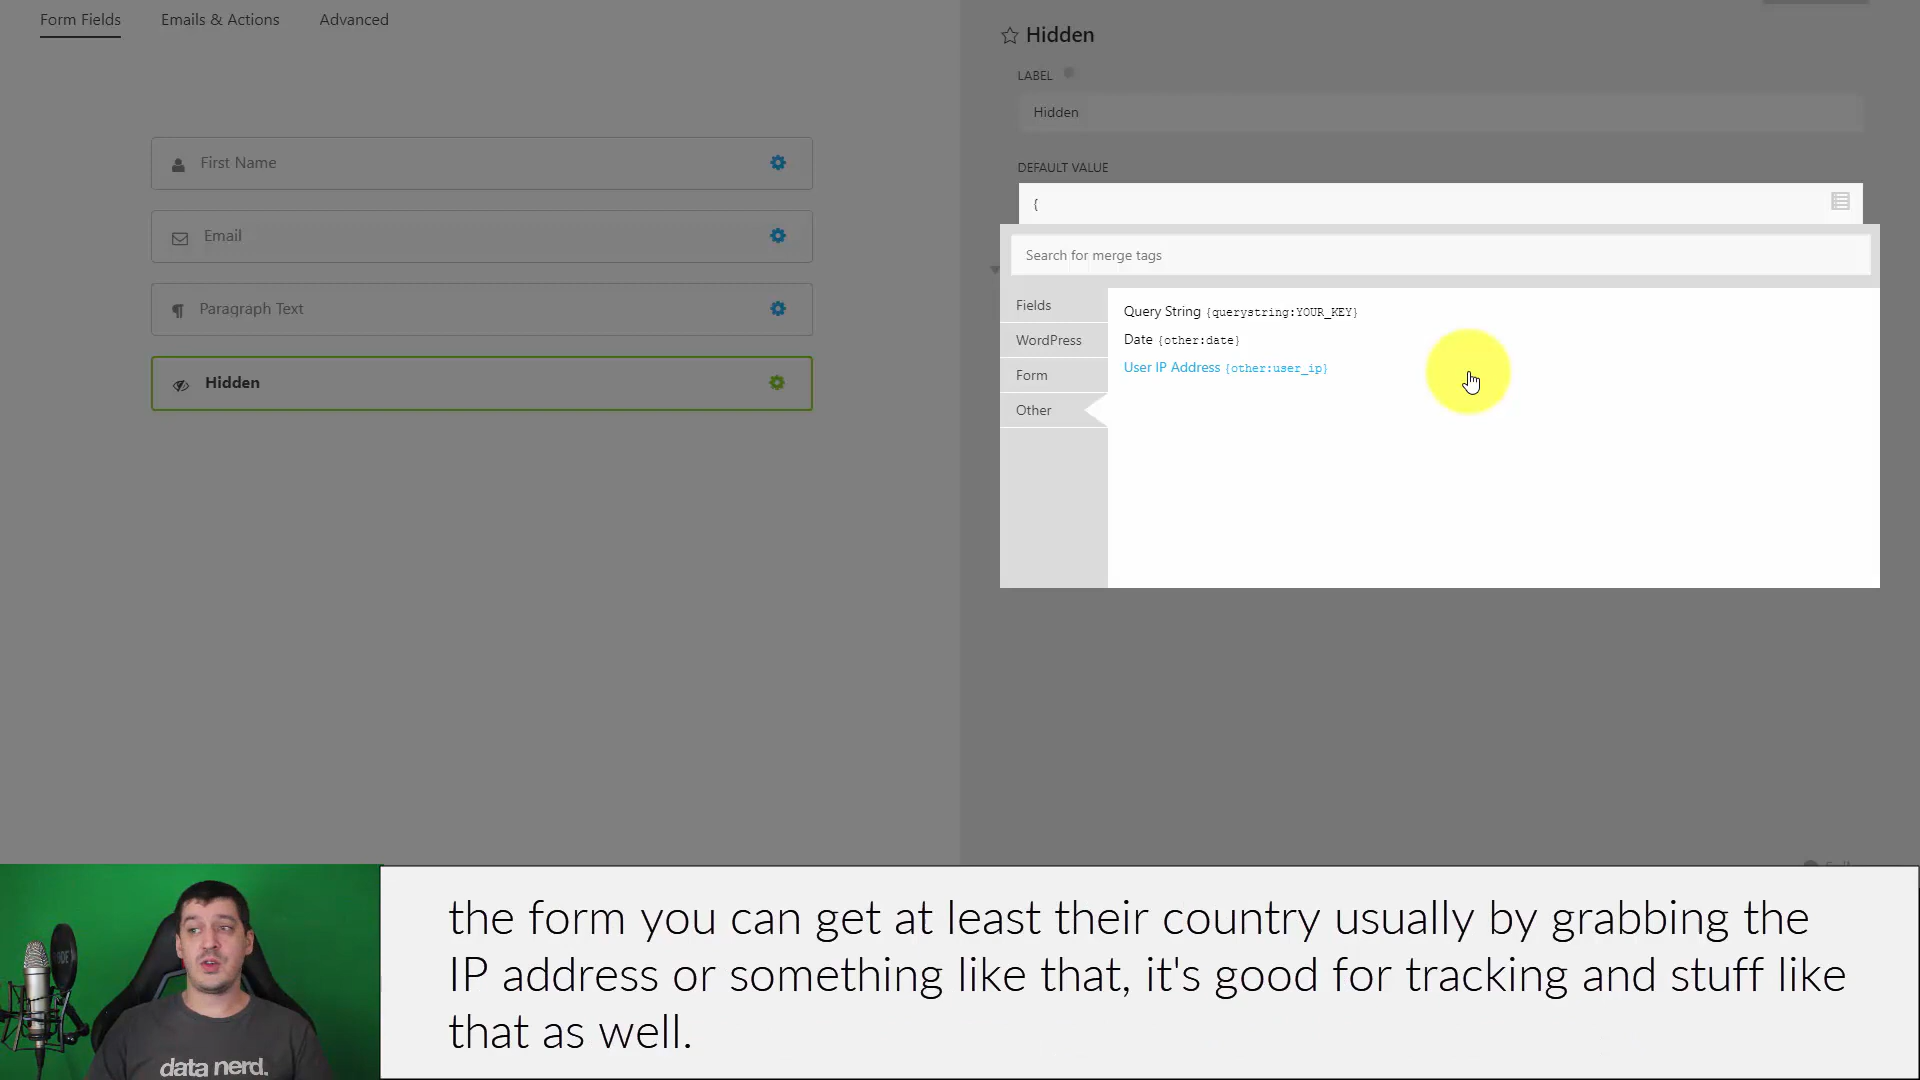 Form Fields
Emails & Actions
Advanced
First Name
Email
Paragraph Text
Hidden
Hidden
LABEL
Hidden
DEFAULT VALUE
{
Search for merge tags
Fields
WordPress
Form
Other
Query String {querystring:YOUR_KEY}
Date {other:date}
User IP Address {other:user_ip}
the form you can get at least their country usually by grabbing the
IP address or something like that, it's good for tracking and stuff like
that as well.
data nerd.